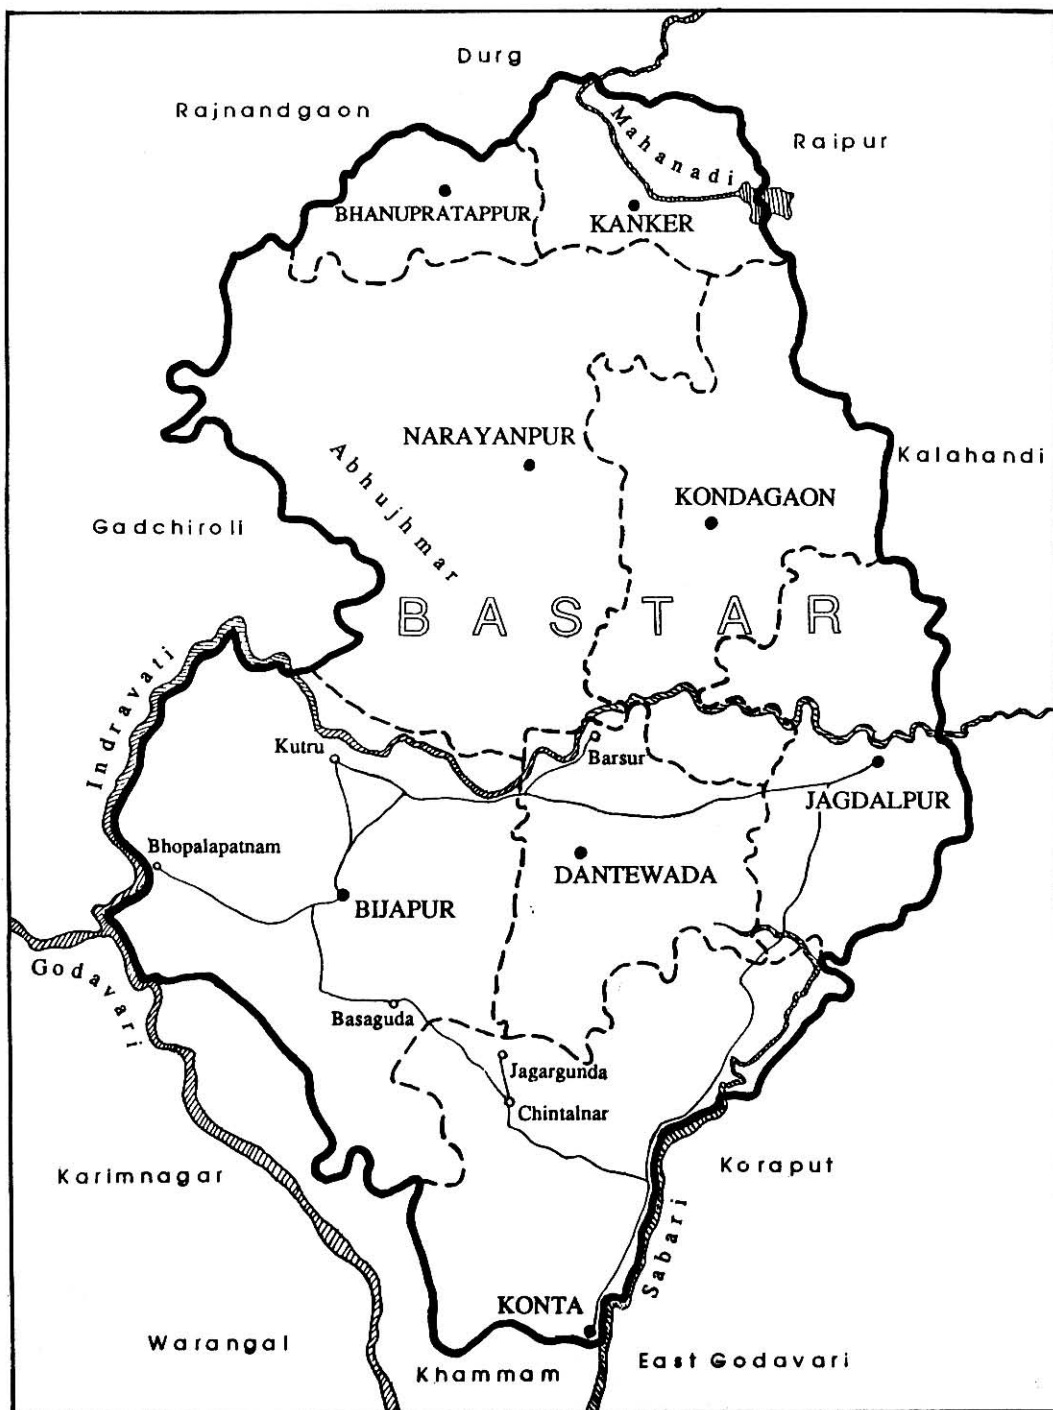 Durg
Rajnandgaon
Raipur
Mahanadi
BHANUPRATAPPUR
KANKER
NARAYANPUR
Abhujhmar
Kalahandi
KONDAGAON
Gadchiroli
BASTAR
Indravati
Kutru
Barsur
JAGDALPUR
Bhopalapatnam
DANTEWADA
BIJAPUR
Godavari
Basaguda
Jagargunda
Chintalnar
Karimnagar
Koraput
Sabari
KONTA
Warangal
Khammam
East Godavari